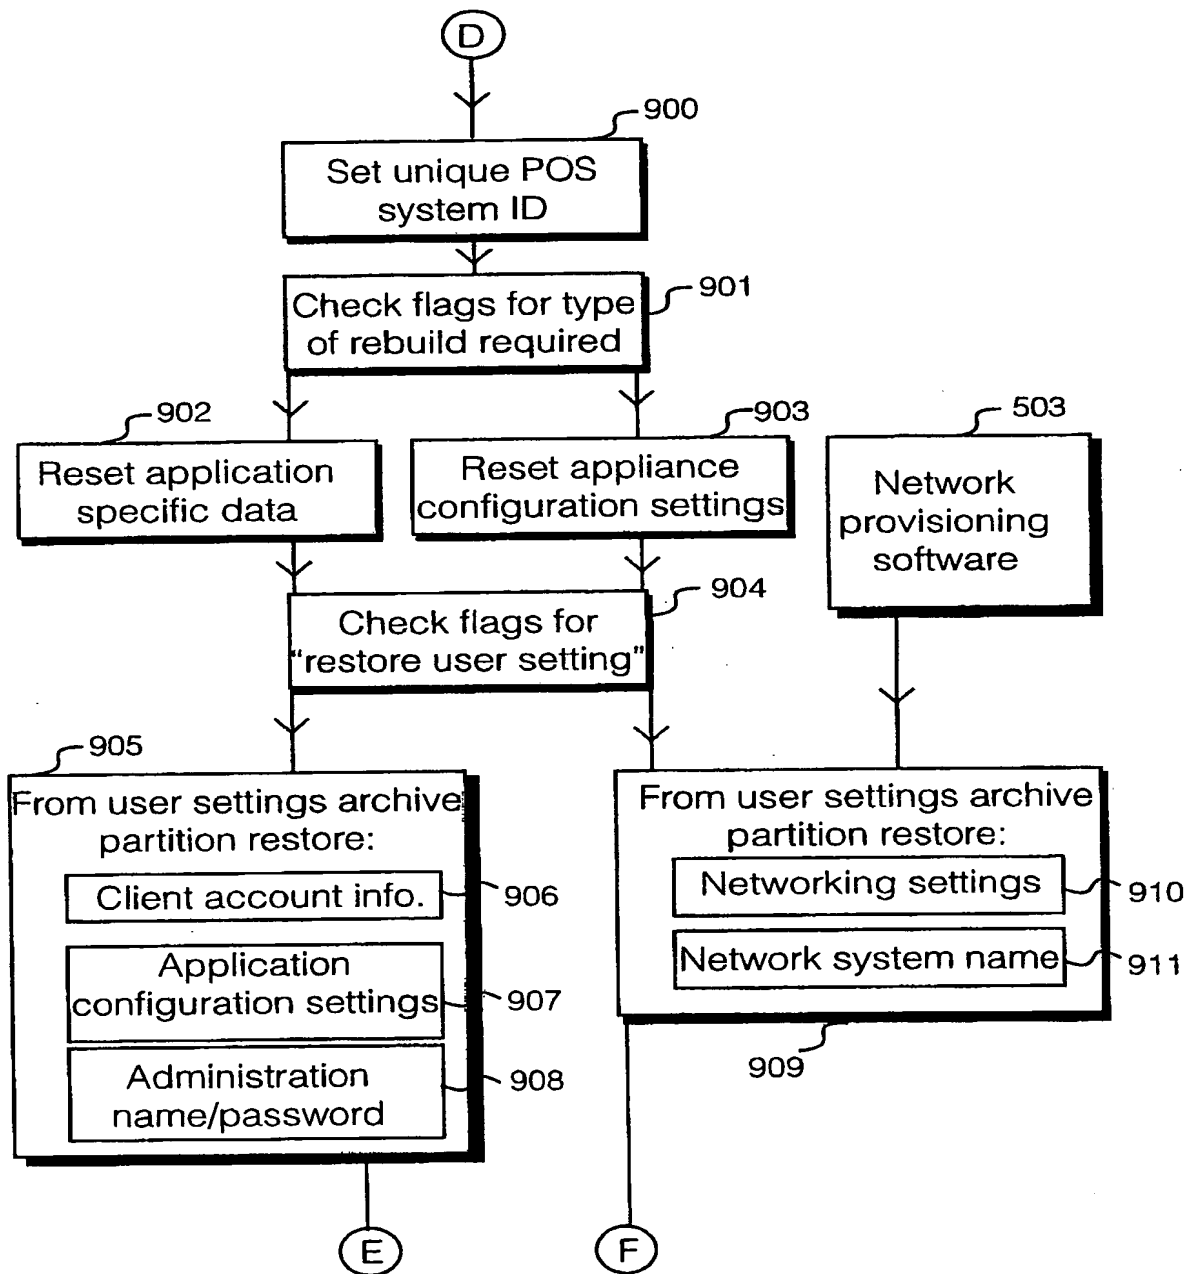 D
900
Set unique POS
system ID
901
Check flags for type
of rebuild required
902
903
503
Reset application
specific data
Reset appliance
configuration settings
Network
provisioning
software
904
Check flags for
“restore user setting”
905
From user settings archive
partition restore:
Client account info.
906
Application
configuration settings
907
Administration
name/password
908
From user settings archive
partition restore:
Networking settings
910
Network system name
911
909
E
F